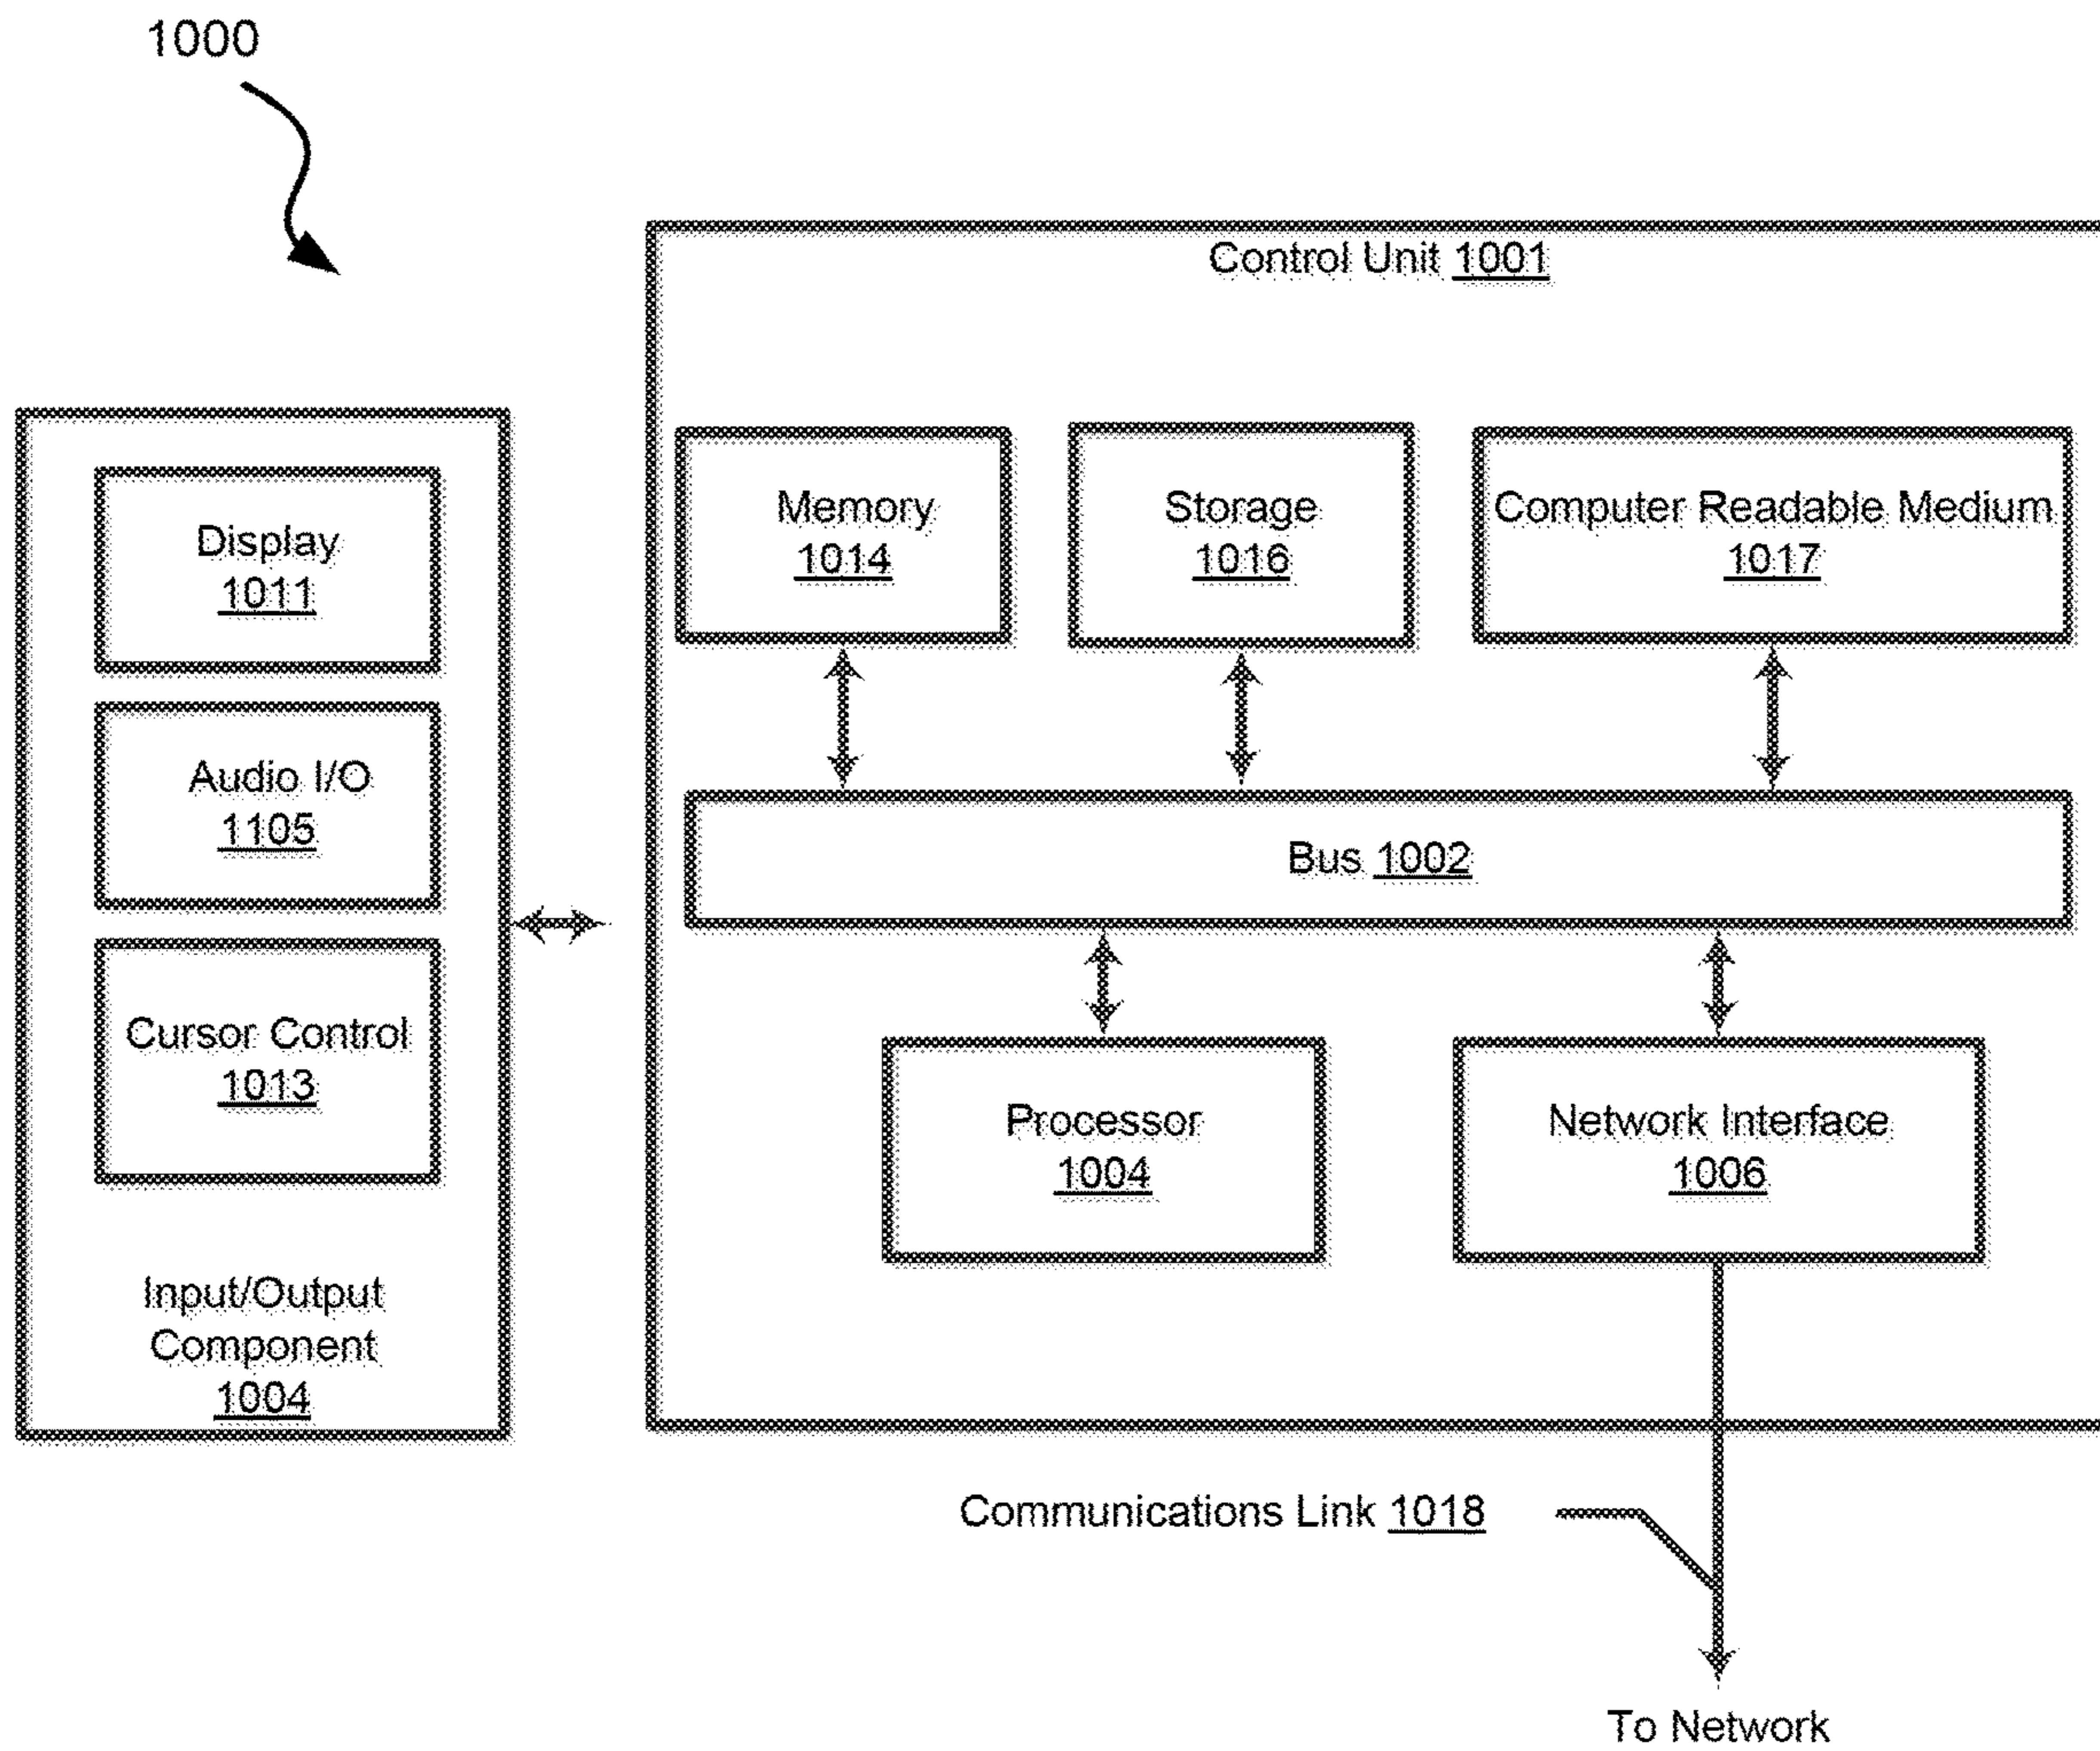 1000
Control Unit 1001
Display
1011
Audio I/O
1105
Cursor Control
1013
Input/Output
Component
1004
Memory
1014
Storage
1016
Computer Readable Medium
1017
Bus 1002
Processor
1004
Network Interface
1006
Communications Link 1018
To Network